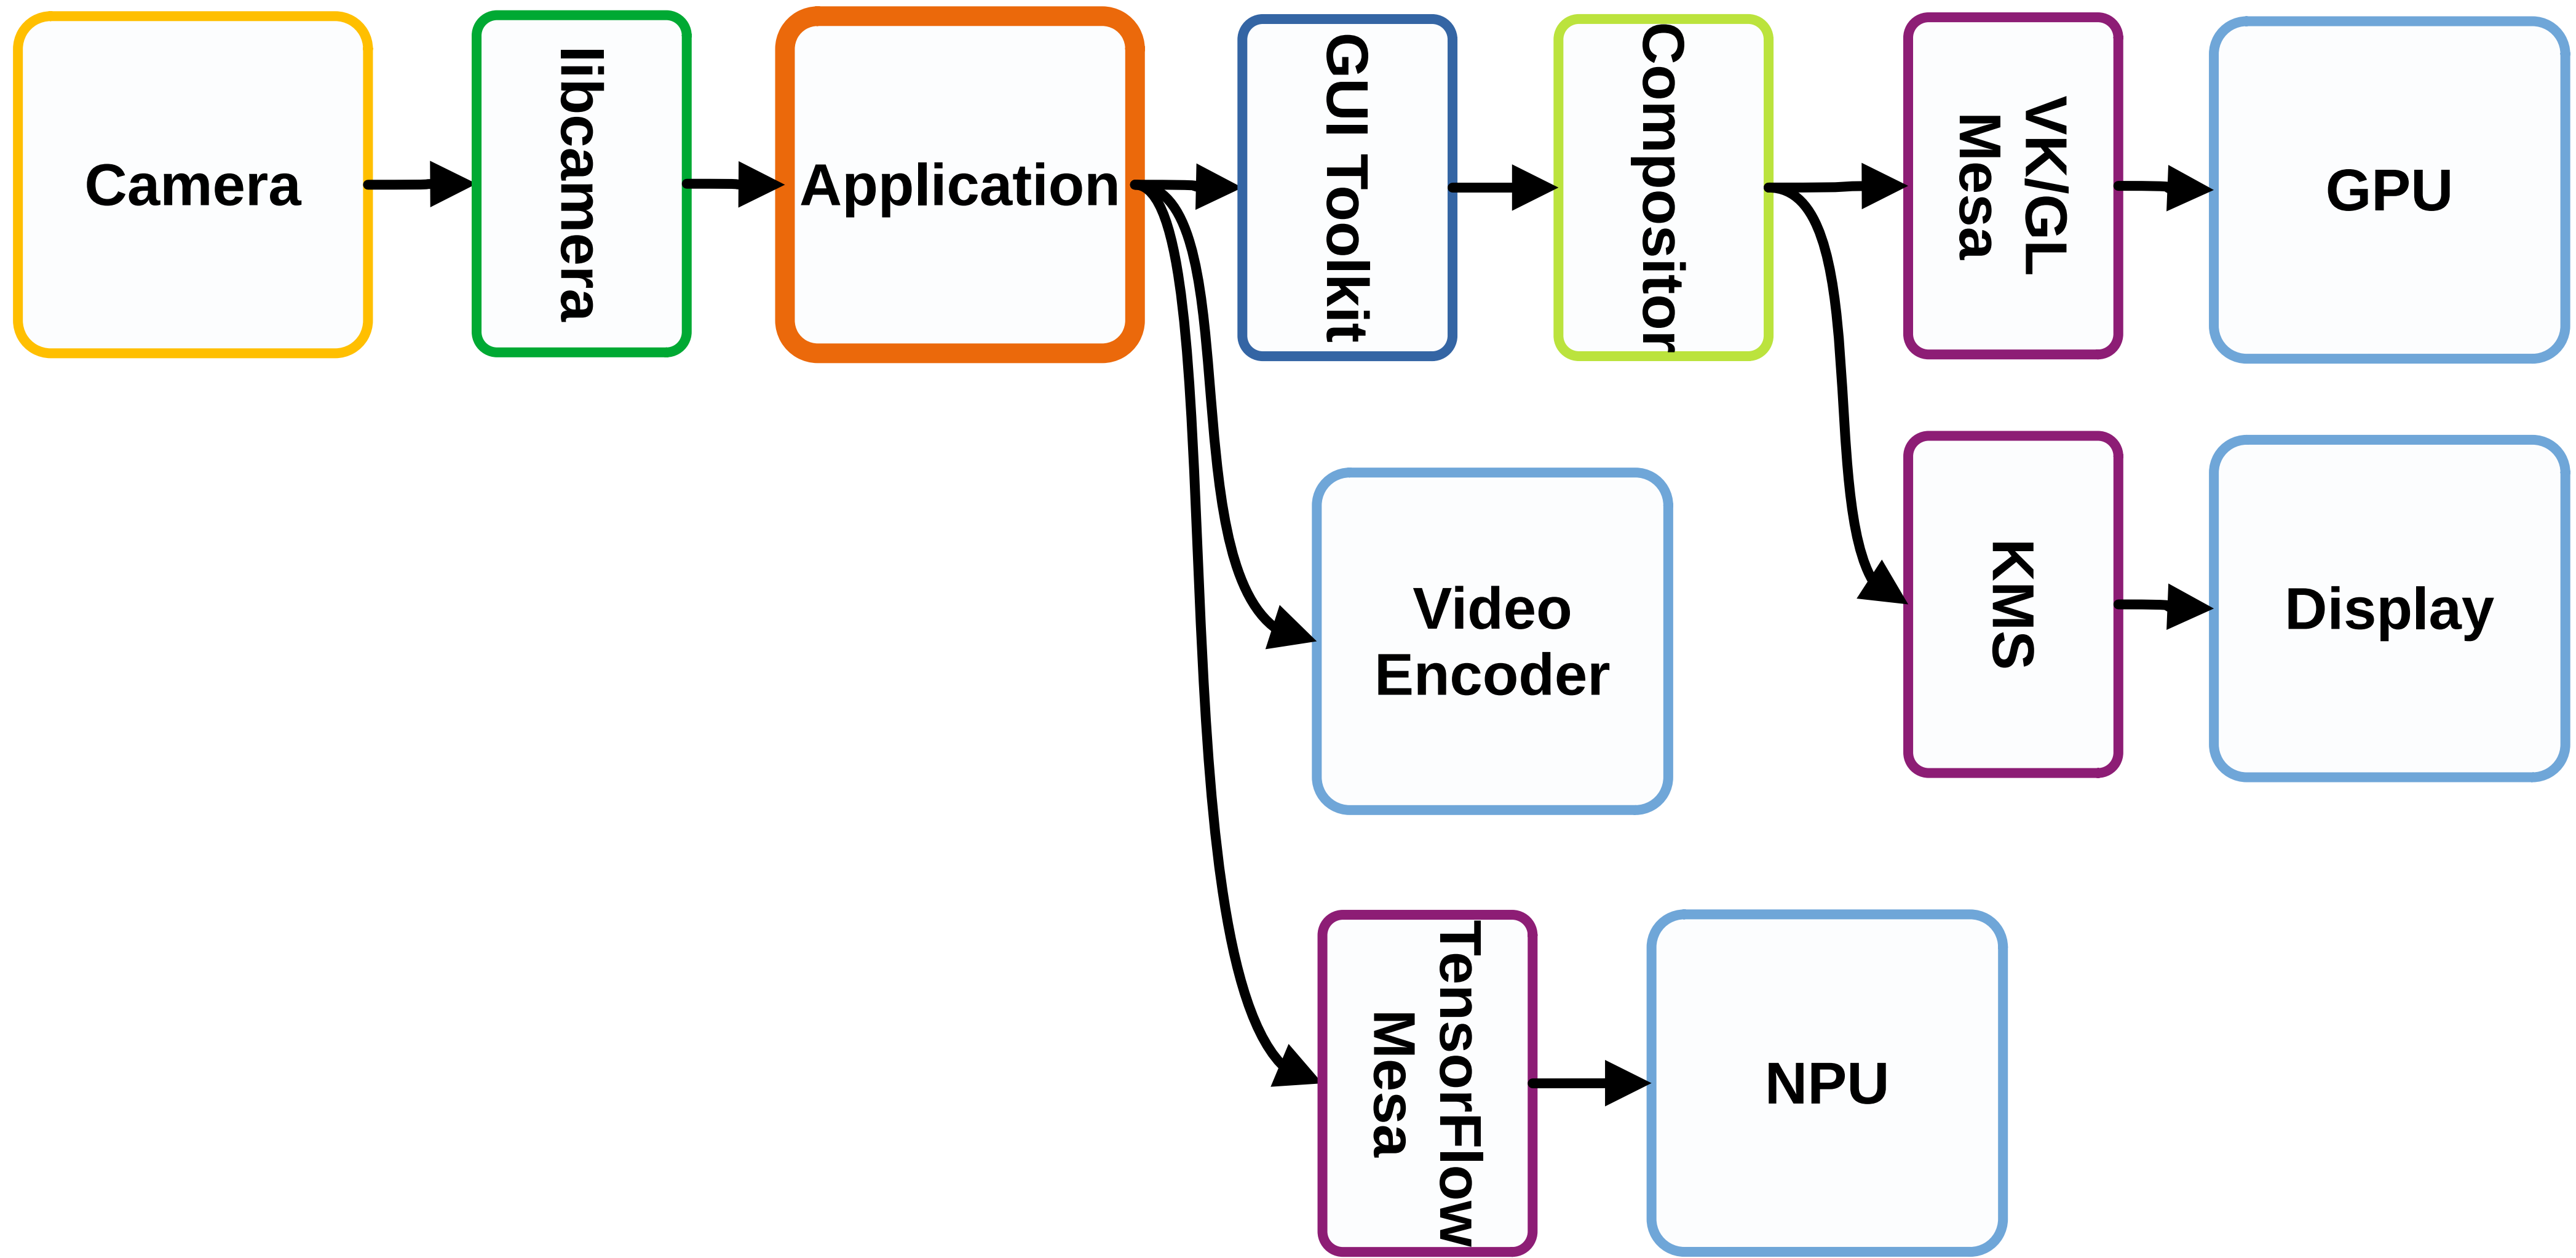 Camera
libcamera
Application
GUI Toolkit
Compositor
VK/GL
Mesa
GPU
Video
Encoder
KMS
Display
TensorFlow
Mesa
NPU